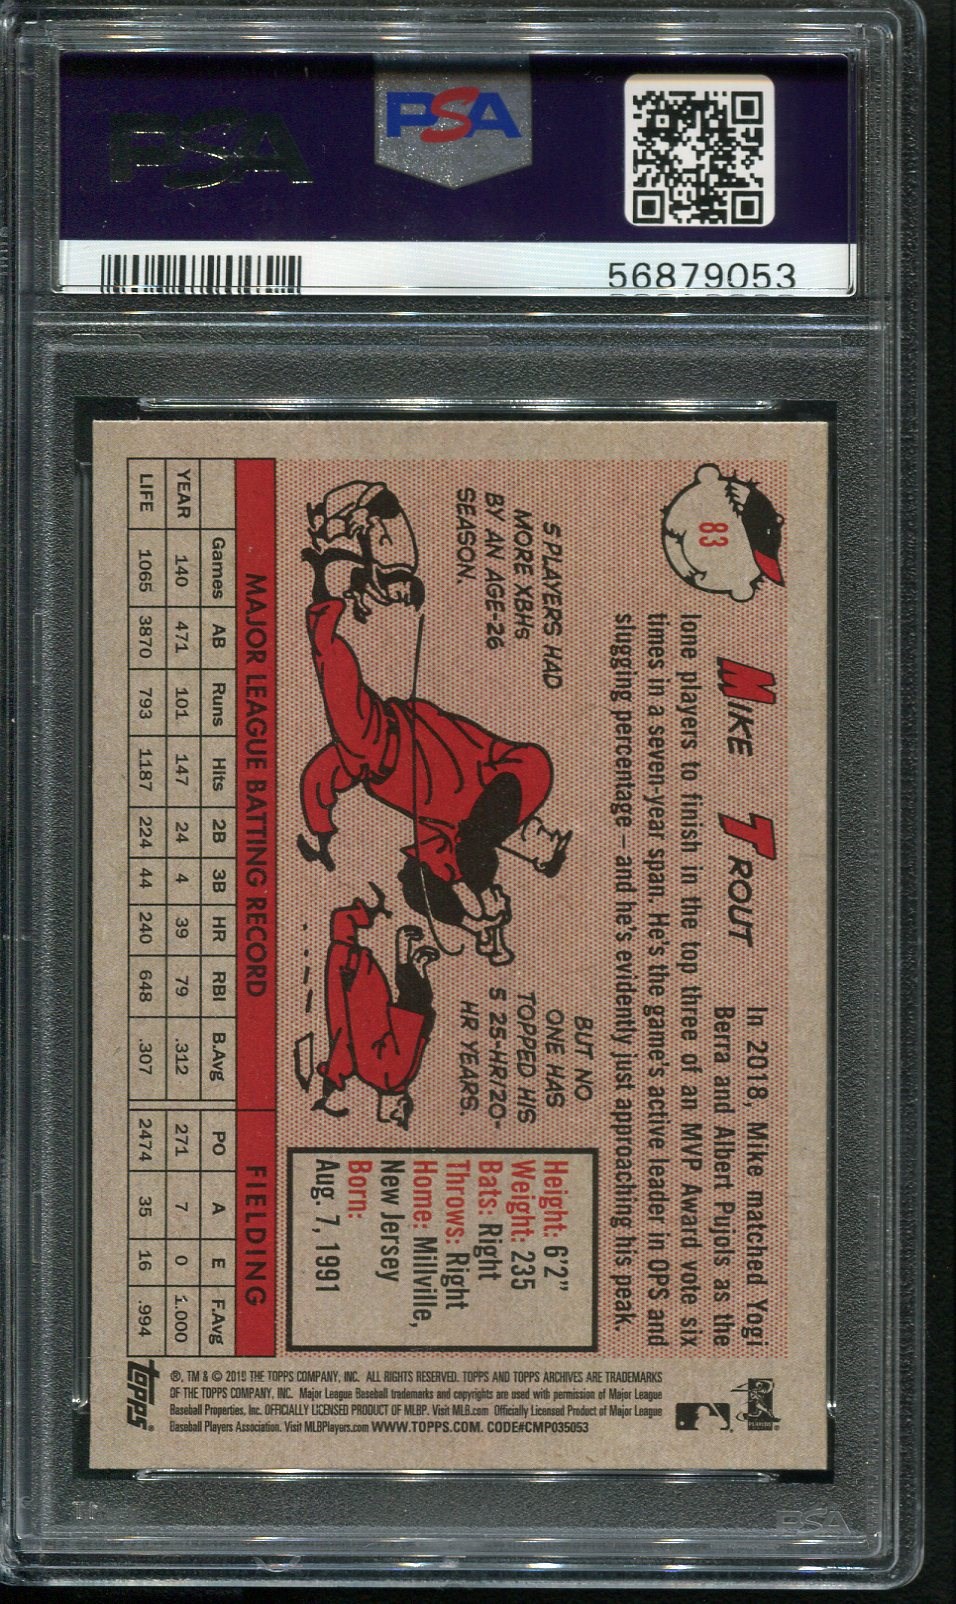 PSA
PSA
56879053
83
MIKE TROUT
In 2018, Mike matched Yogi
Berra and Albert Pujols as the
lone players to finish in the top three of an MVP Award vote six
times in a seven-year span. He's the game's active leader in OPS and
slugging percentage – and he's evidently just approaching his peak.
5 PLAYERS HAD
MORE XBHs
BY AN AGE-26
SEASON.
BUT NO
ONE HAS
TOPPED HIS
5 25-HR/20-
HR YEARS.
Height: 6'2"
Weight: 235
Bats: Right
Throws: Right
Home: Millville,
New Jersey
Born:
Aug. 7, 1991
MAJOR LEAGUE BATTING RECORD FIELDING
Games AB Runs Hits 2B 3B HR RBI B.Avg PO A E F.Avg
YEAR 140 471 101 147 24 4 39 79 .312 271 7 0 1.000
LIFE 1065 3870 793 1187 224 44 240 648 .307 2474 35 16 .994
®, TM & © 2019 THE TOPPS COMPANY, INC. ALL RIGHTS RESERVED. TOPPS AND TOPPS ARCHIVES ARE TRADEMARKS
OF THE TOPPS COMPANY, INC. Major League Baseball trademarks and copyrights are used with permission of Major League
Baseball Properties, Inc. OFFICIALLY LICENSED PRODUCT OF MLBP. Visit MLB.com Officially Licensed Product of Major League
Baseball Players Association. Visit MLBPlayers.com WWW.TOPPS.COM. CODE#CMP035053
topps®
PSA